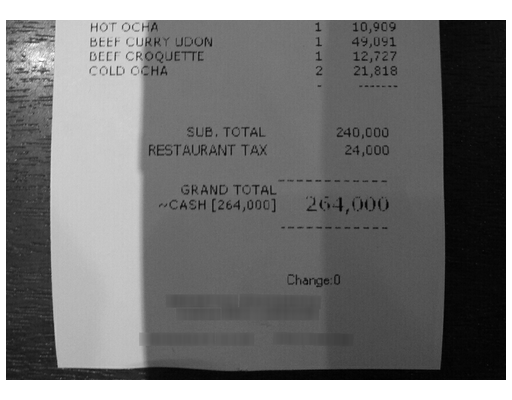 HOT OCHA 1 10,909
BEEF CURRY UDON 1 49,091
BEEF CROQUETTE 1 12,727
COLD OCHA 2 21,818
- -------
SUB. TOTAL 240,000
RESTAURANT TAX 24,000
----------------
GRAND TOTAL
~CASH [264,000] 264,000
----------------
Change:0